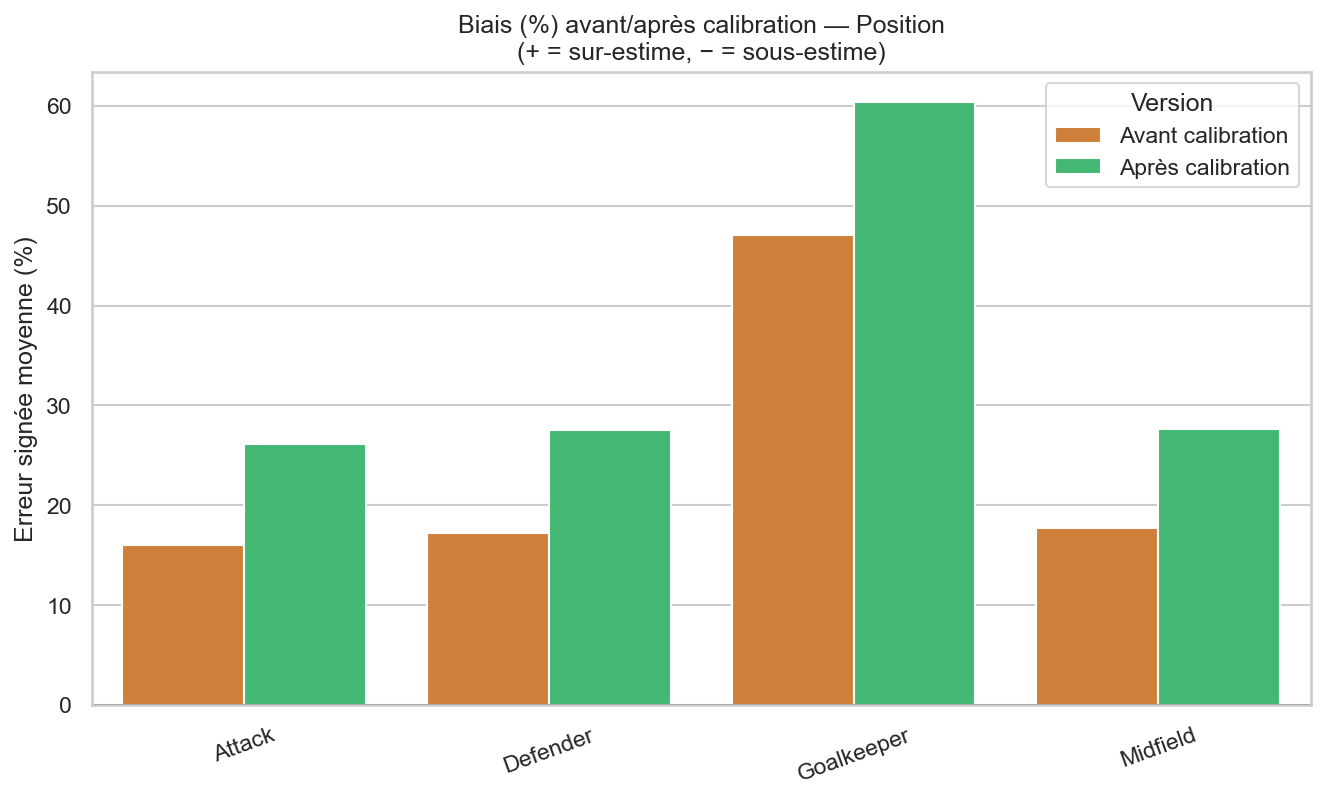 Biais (%) avant/après calibration — Position
(+ = sur-estime, − = sous-estime)
Version
Avant calibration
Après calibration
Erreur signée moyenne (%)
60
50
40
30
20
10
0
Attack
Defender
Goalkeeper
Midfield